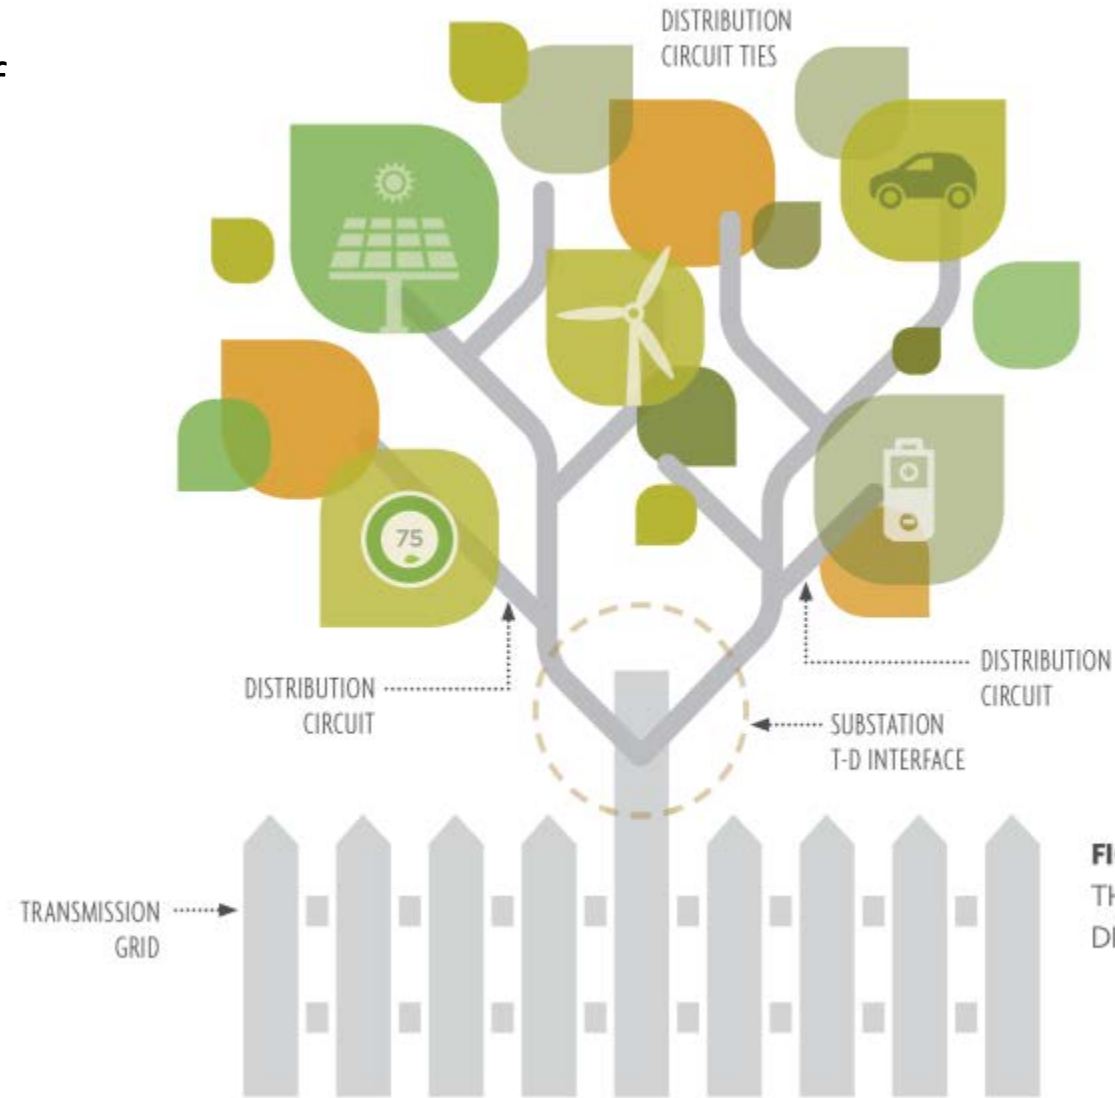 DISTRIBUTION
CIRCUIT TIES
75
DISTRIBUTION
CIRCUIT
DISTRIBUTION
CIRCUIT
SUBSTATION
T-D INTERFACE
TRANSMISSION
GRID